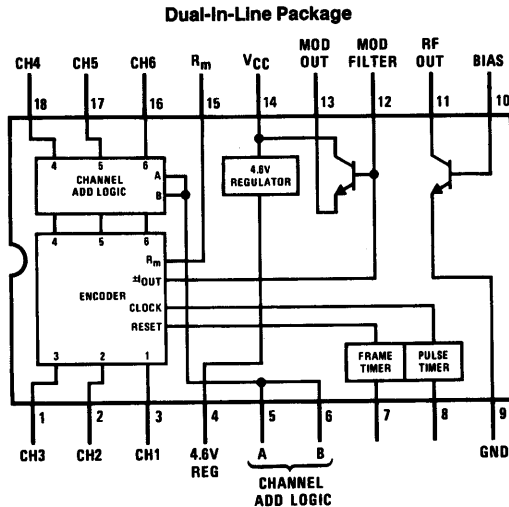 Dual-In-Line Package
CH4 CH5 CH6 Rm VCC MOD OUT MOD FILTER RF OUT BIAS
18 17 16 15 14 13 12 11 10
4 5 6
CHANNEL
ADD LOGIC
A
B
4.6V
REGULATOR
4 5 6
Rm
±IOUT
ENCODER
CLOCK
RESET
3 2 1
FRAME
TIMER
PULSE
TIMER
1 2 3 4 5 6 7 8 9
CH3 CH2 CH1 4.6V REG A B GND
CHANNEL
ADD LOGIC